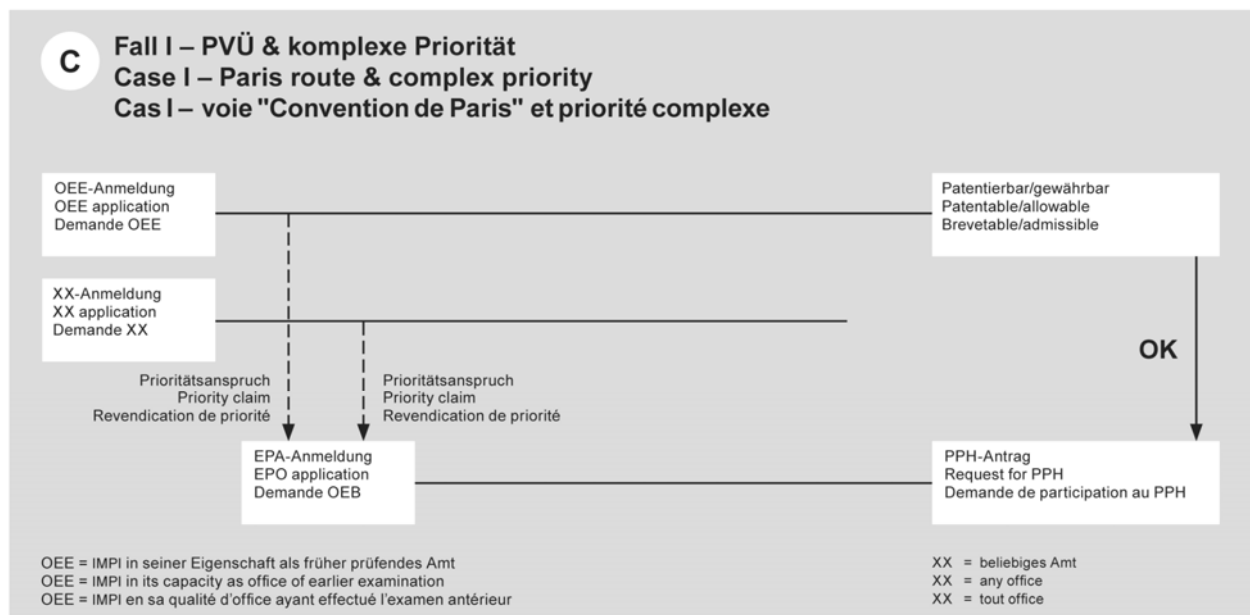 C
Fall I – PVÜ & komplexe Priorität
Case I – Paris route & complex priority
Cas I – voie "Convention de Paris" et priorité complexe
OEE-Anmeldung
OEE application
Demande OEE
Patentierbar/gewährbar
Patentable/allowable
Brevetable/admissible
XX-Anmeldung
XX application
Demande XX
OK
Prioritätsanspruch
Priority claim
Revendication de priorité
Prioritätsanspruch
Priority claim
Revendication de priorité
EPA-Anmeldung
EPO application
Demande OEB
PPH-Antrag
Request for PPH
Demande de participation au PPH
OEE = IMPI in seiner Eigenschaft als früher prüfendes Amt
OEE = IMPI in its capacity as office of earlier examination
OEE = IMPI en sa qualité d'office ayant effectué l'examen antérieur
XX = beliebiges Amt
XX = any office
XX = tout office